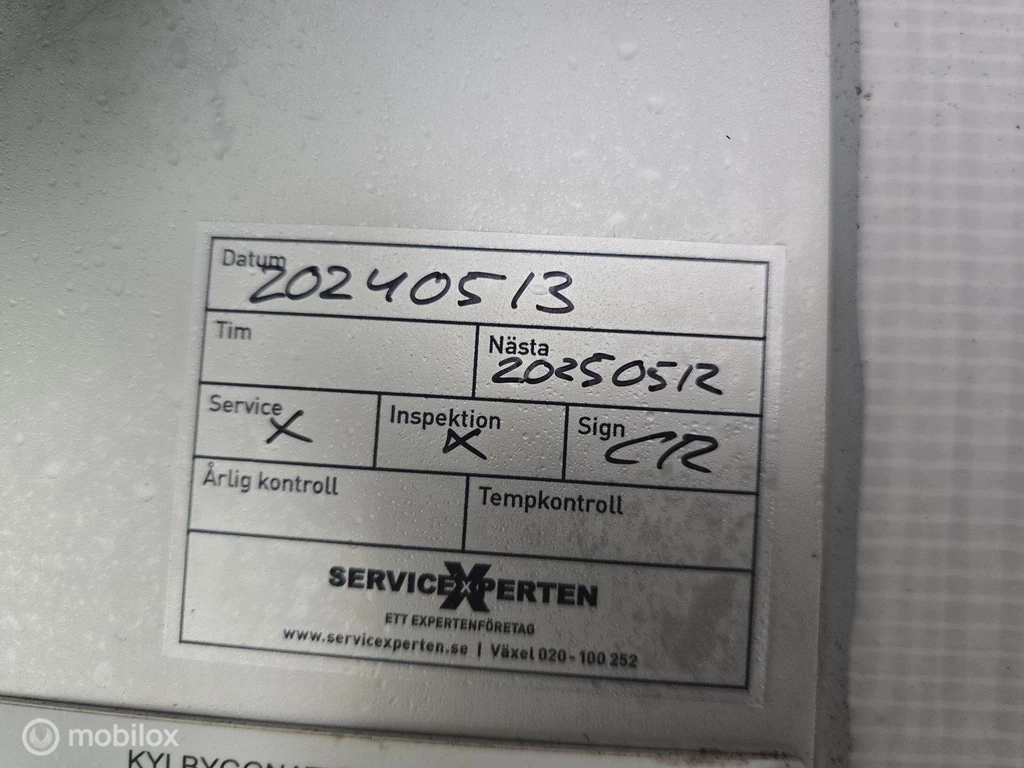 Datum
20240513
Tim
Nästa
20250512
Service
X
Inspektion
X
Sign
CR
Årlig kontroll
Tempkontroll
SERVICEXPERTEN
ETT EXPERTENFÖRETAG
www.servicexperten.se | Växel 020-100 252
mobilox